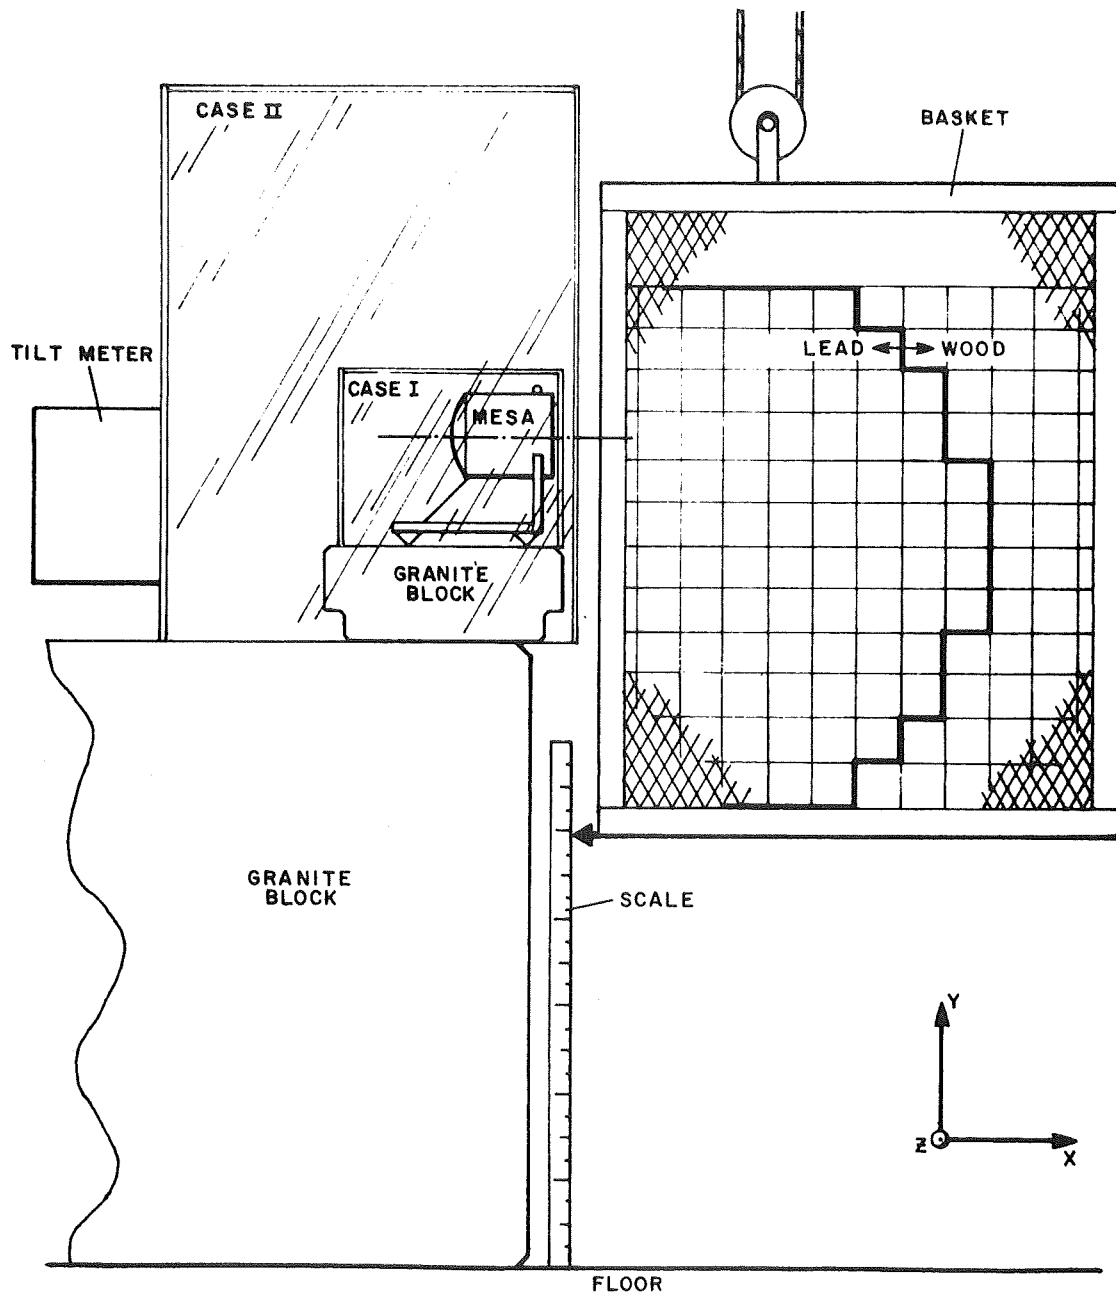 CASE II
BASKET
TILT METER
LEAD
WOOD
CASE I
MESA
GRANITE
BLOCK
GRANITE
BLOCK
SCALE
Y
Z
X
FLOOR